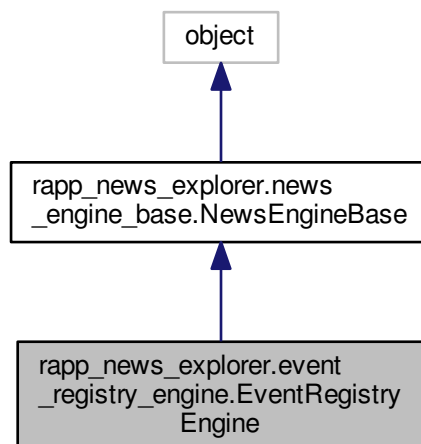 object
rapp_news_explorer.news
_engine_base.NewsEngineBase
rapp_news_explorer.event
_registry_engine.EventRegistry
Engine